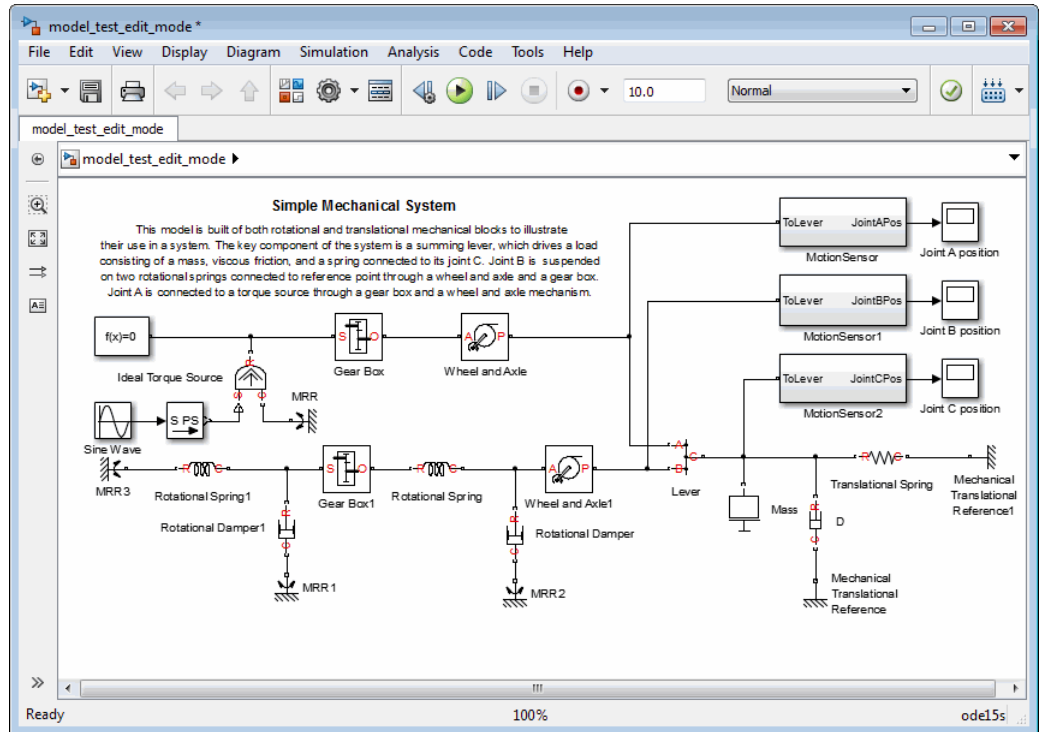 model_test_edit_mode *
File Edit View Display Diagram Simulation Analysis Code Tools Help
10.0 Normal
model_test_edit_mode
model_test_edit_mode
Simple Mechanical System
This model is built of both rotational and translational mechanical blocks to illustrate
their use in a system. The key component of the system is a summing lever, which drives a load
consisting of a mass, viscous friction, and a spring connected to its joint C. Joint B is suspended
on two rotational springs connected to reference point through a wheel and axle and a gear box.
Joint A is connected to a torque source through a gear box and a wheel and axle mechanism.
ToLever JointAPos
MotionSensor
Joint A position
ToLever JointBPos
MotionSensor1
Joint B position
ToLever JointCPos
MotionSensor2
Joint C position
f(x)=0
S O
Gear Box
A P
Wheel and Axle
Ideal Torque Source
R
S C
MRR
S PS
Sine Wave
MRR3
R C
Rotational Spring1
S O
Gear Box1
R C
Rotational Spring
A P
Wheel and Axle1
A
B
C
Lever
R C
Translational Spring
Mechanical
Translational
Reference1
Mass
R
C
D
Rotational Damper1
R
C
MRR1
Rotational Damper
R
C
MRR2
Mechanical
Translational
Reference
Ready 100% ode15s